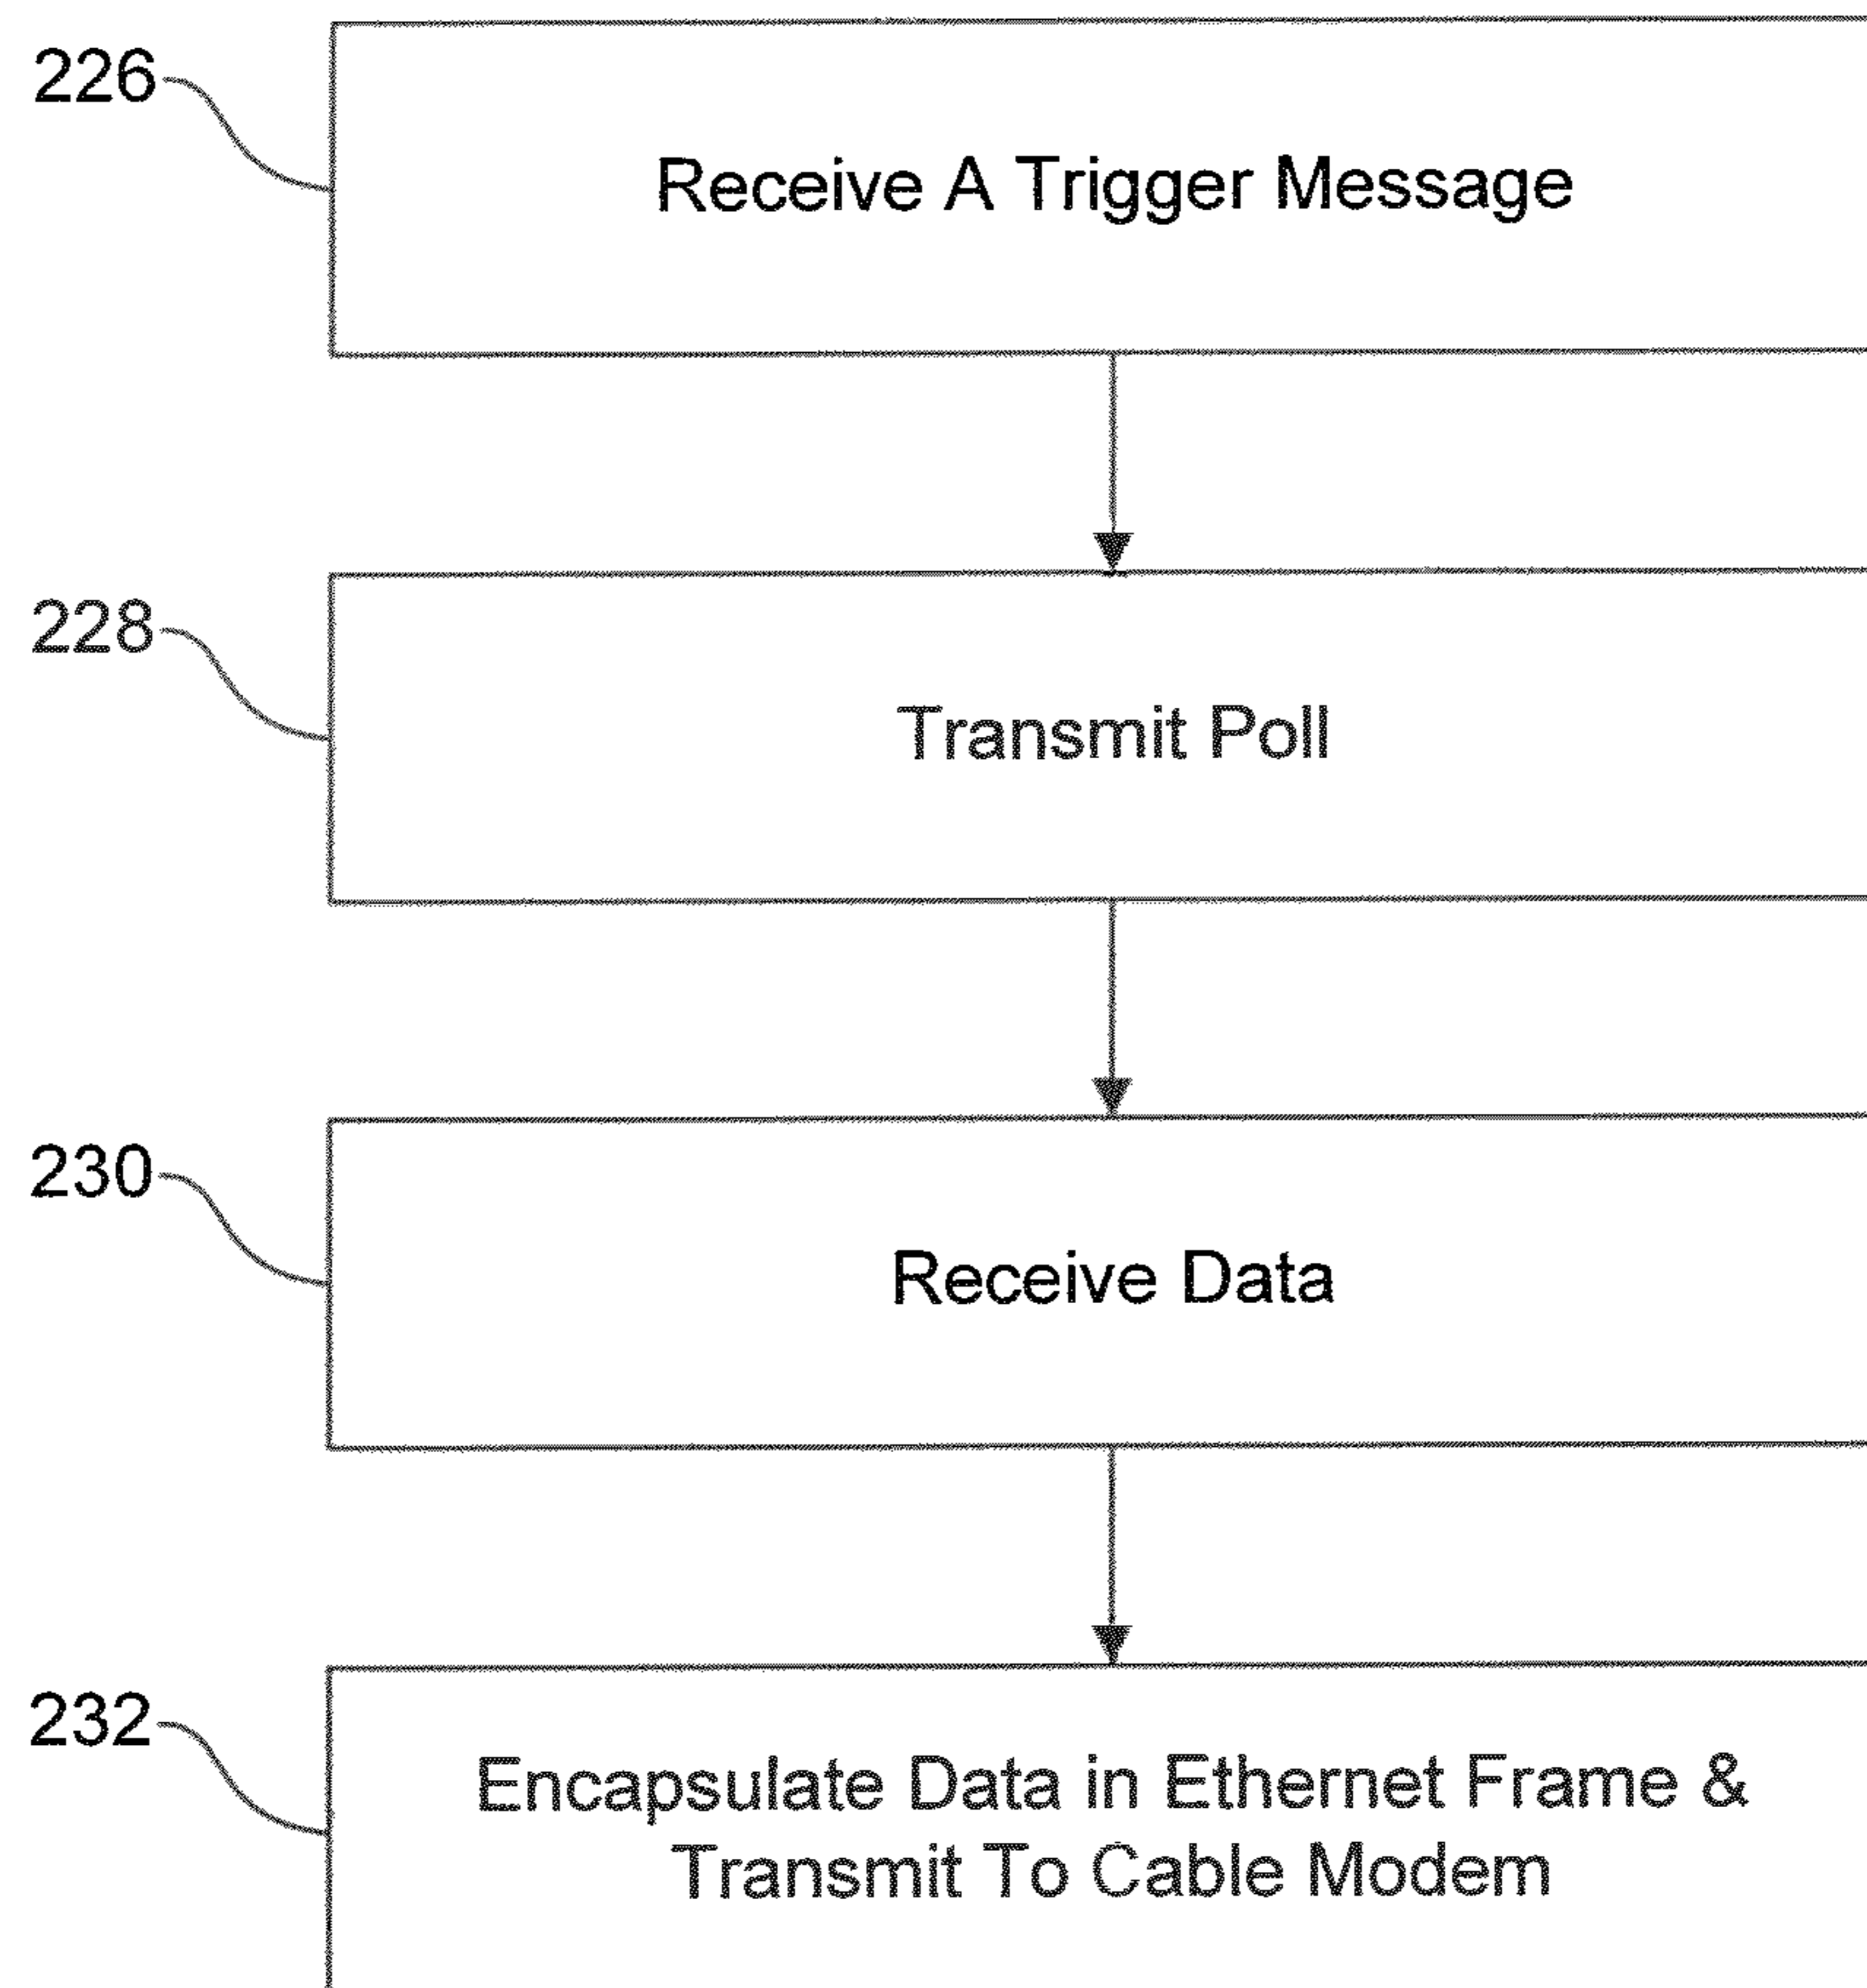 226
Receive A Trigger Message
228
Transmit Poll
230
Receive Data
232
Encapsulate Data in Ethernet Frame &
Transmit To Cable Modem